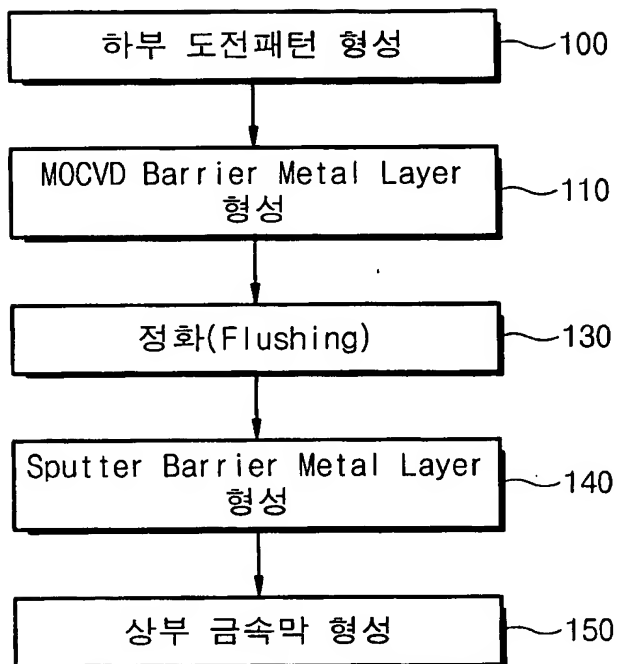 하부 도전패턴 형성
100
MOCVD Barrier Metal Layer
형성
110
정화(Flushing)
130
Sputter Barrier Metal Layer
형성
140
상부 금속막 형성
150